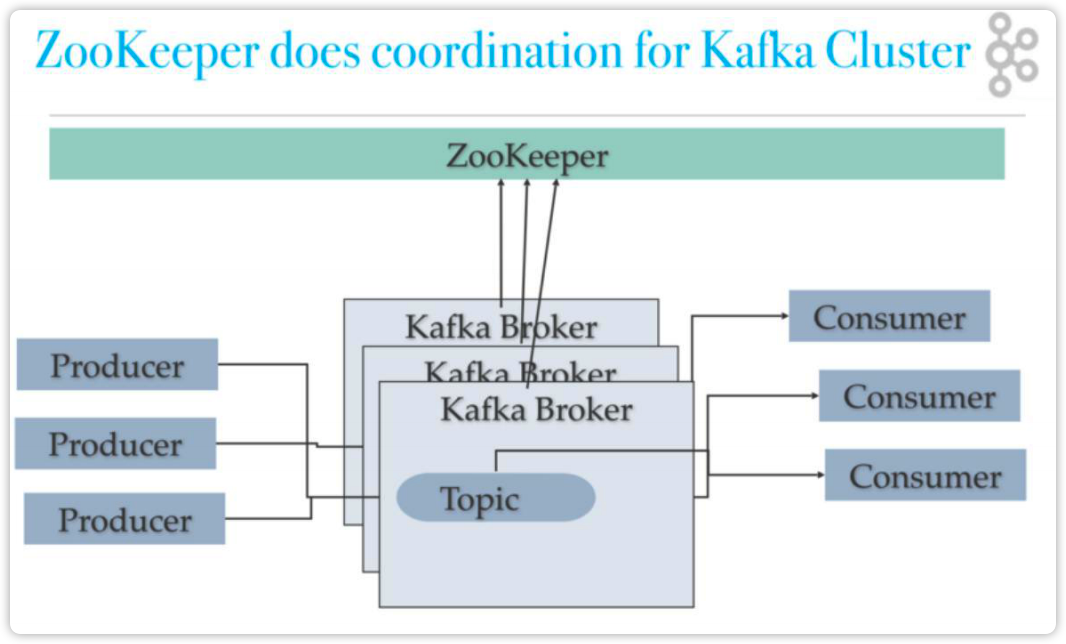 ZooKeeper does coordination for Kafka Cluster
ZooKeeper
Kafka Broker
Kafka Broker
Kafka Broker
Topic
Producer
Producer
Producer
Consumer
Consumer
Consumer